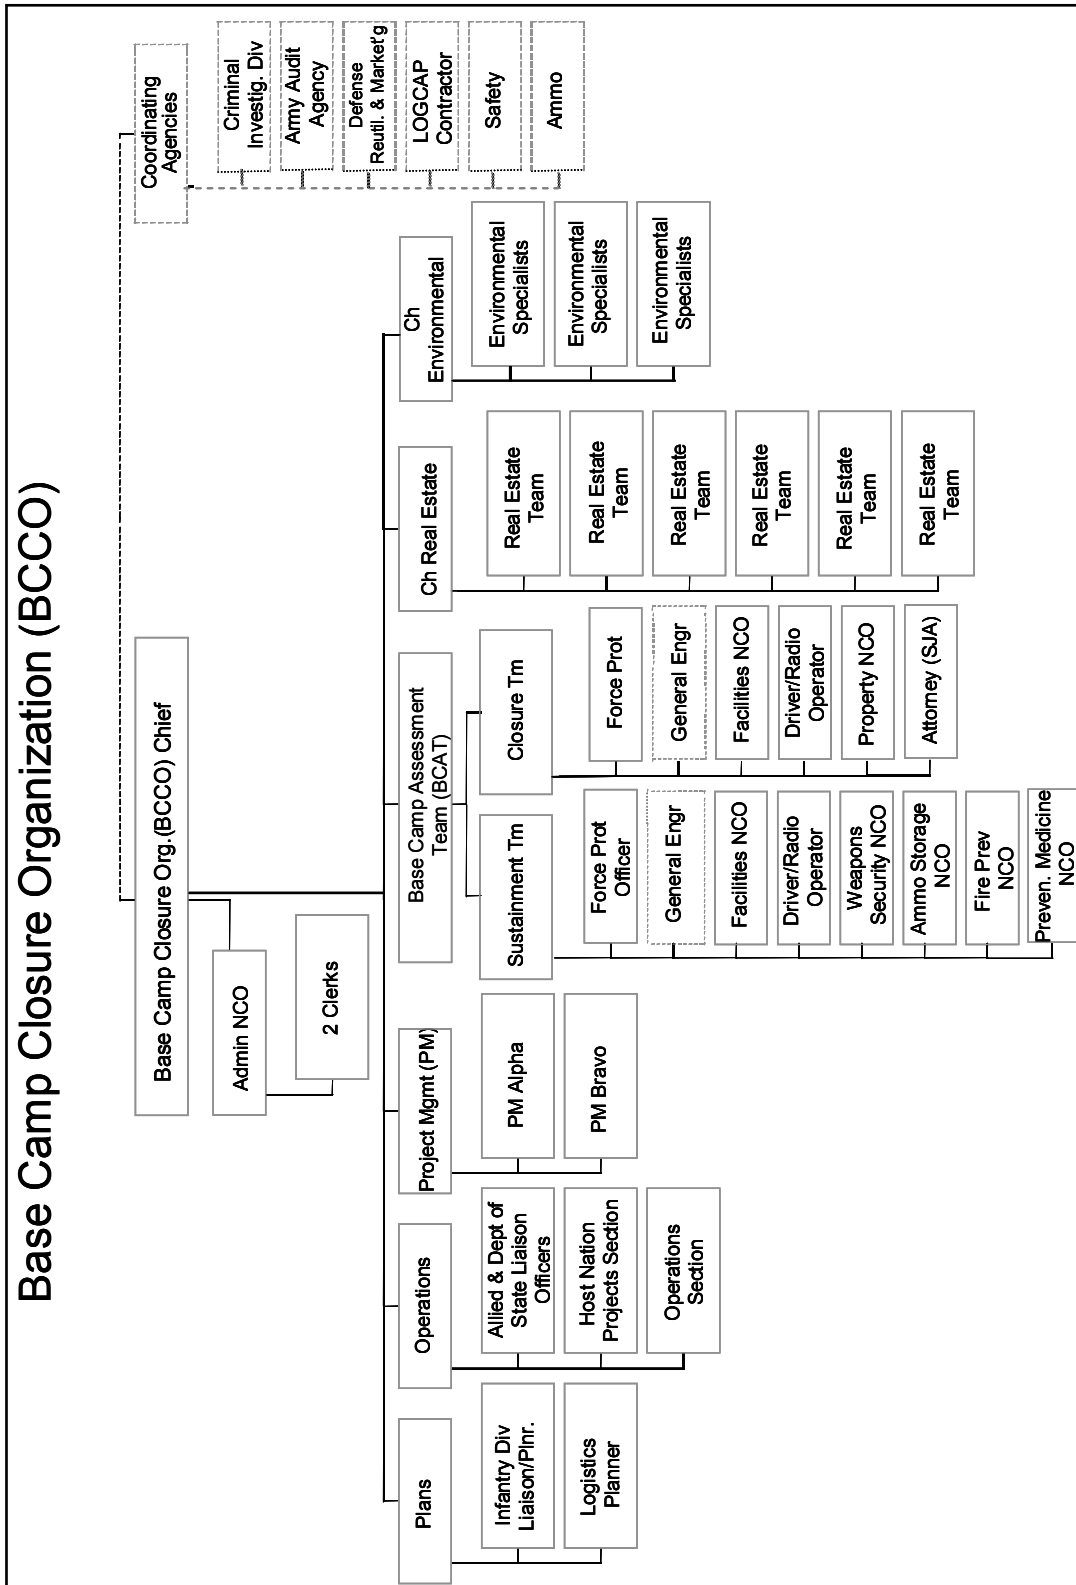 Base Camp Closure Organization (BCCO)
Base Camp Closure Org.(BCCO) Chief
Coordinating
Agencies
Admin NCO
2 Clerks
Criminal
Investig. Div
Army Audit
Agency
Defense
Reutil. & Market'g
LOGCAP
Contractor
Safety
Ammo
Plans
Infantry Div
Liaison/Plnr.
Logistics
Planner
Operations
Allied & Dept of
State Liaison
Officers
Host Nation
Projects Section
Operations
Section
Project Mgmt (PM)
PM Alpha
PM Bravo
Base Camp Assessment
Team (BCAT)
Sustainment Tm
Force Prot
Officer
General Engr
Facilities NCO
Driver/Radio
Operator
Weapons
Security NCO
Ammo Storage
NCO
Fire Prev
NCO
Preven. Medicine
NCO
Closure Tm
Force Prot
General Engr
Facilities NCO
Driver/Radio
Operator
Property NCO
Attorney (SJA)
Ch Real Estate
Real Estate
Team
Real Estate
Team
Real Estate
Team
Real Estate
Team
Real Estate
Team
Real Estate
Team
Ch
Environmental
Environmental
Specialists
Environmental
Specialists
Environmental
Specialists